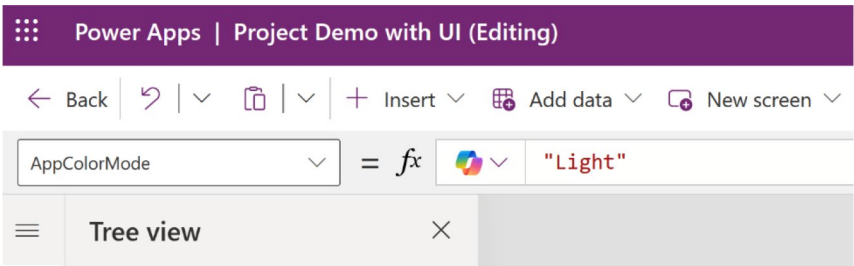 Power Apps | Project Demo with UI (Editing)
Back Insert Add data New screen
AppColorMode = fx "Light"
Tree view